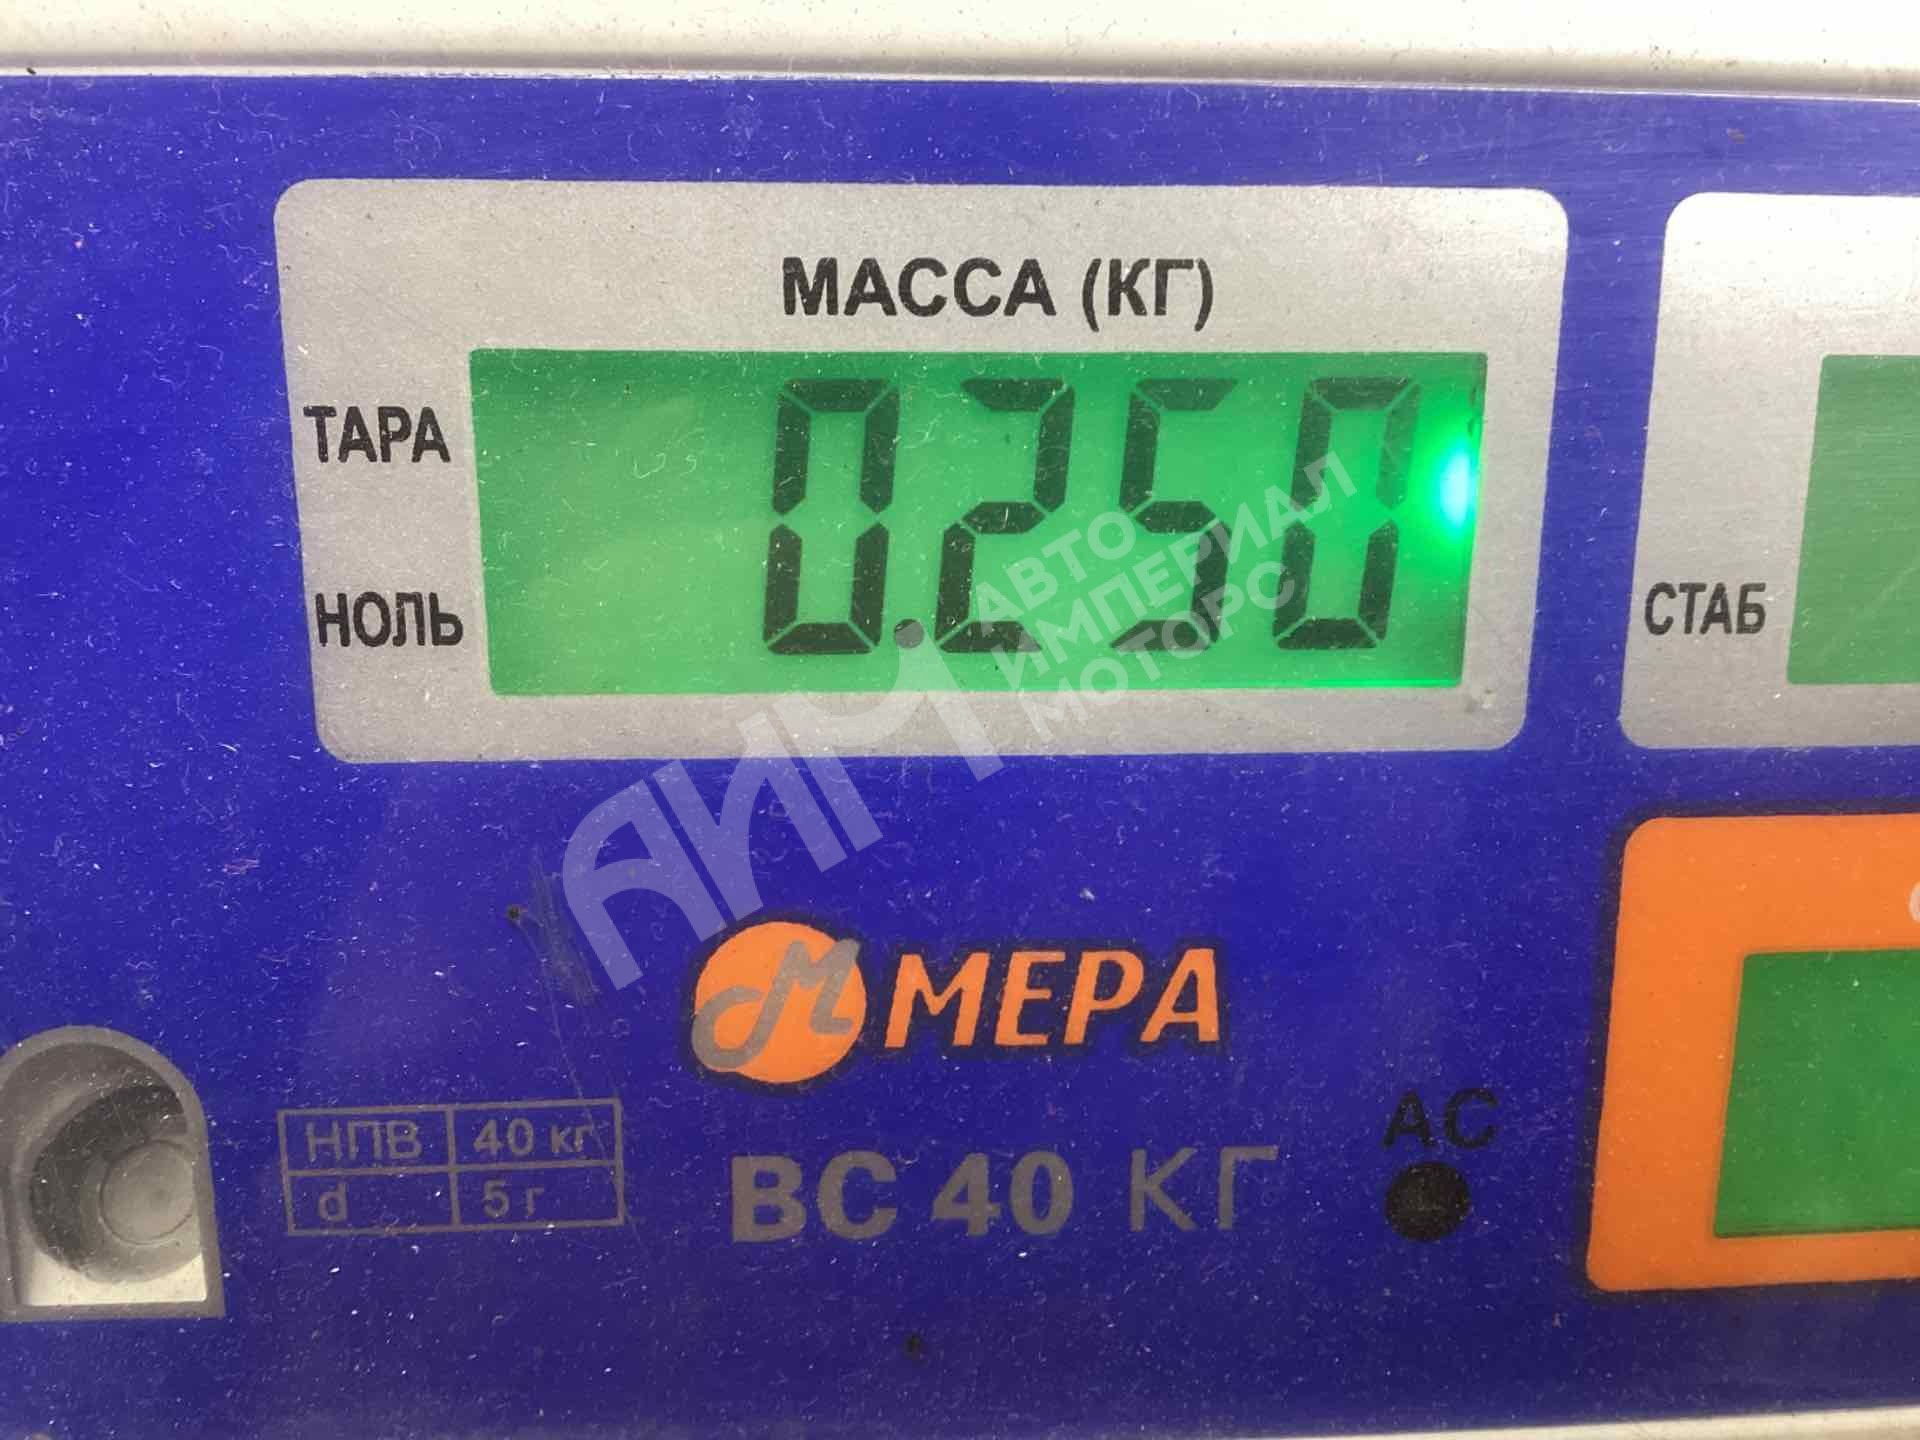 МАССА (КГ)
ТАРА
0.250
НОЛЬ
СТАБ
АИМ АВТО
ИМПЕРИАЛ
МОТОРС
М МЕРА
НПВ 40 кг
d 5 г
ВС 40 КГ
АС